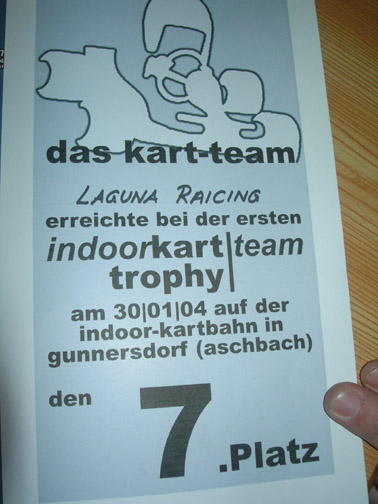 das kart-team
LAGUNA RAICING
erreichte bei der ersten
indoorkart|team
trophy
am 30|01|04 auf der
indoor-kartbahn in
gunnersdorf (aschbach)
den 7.Platz